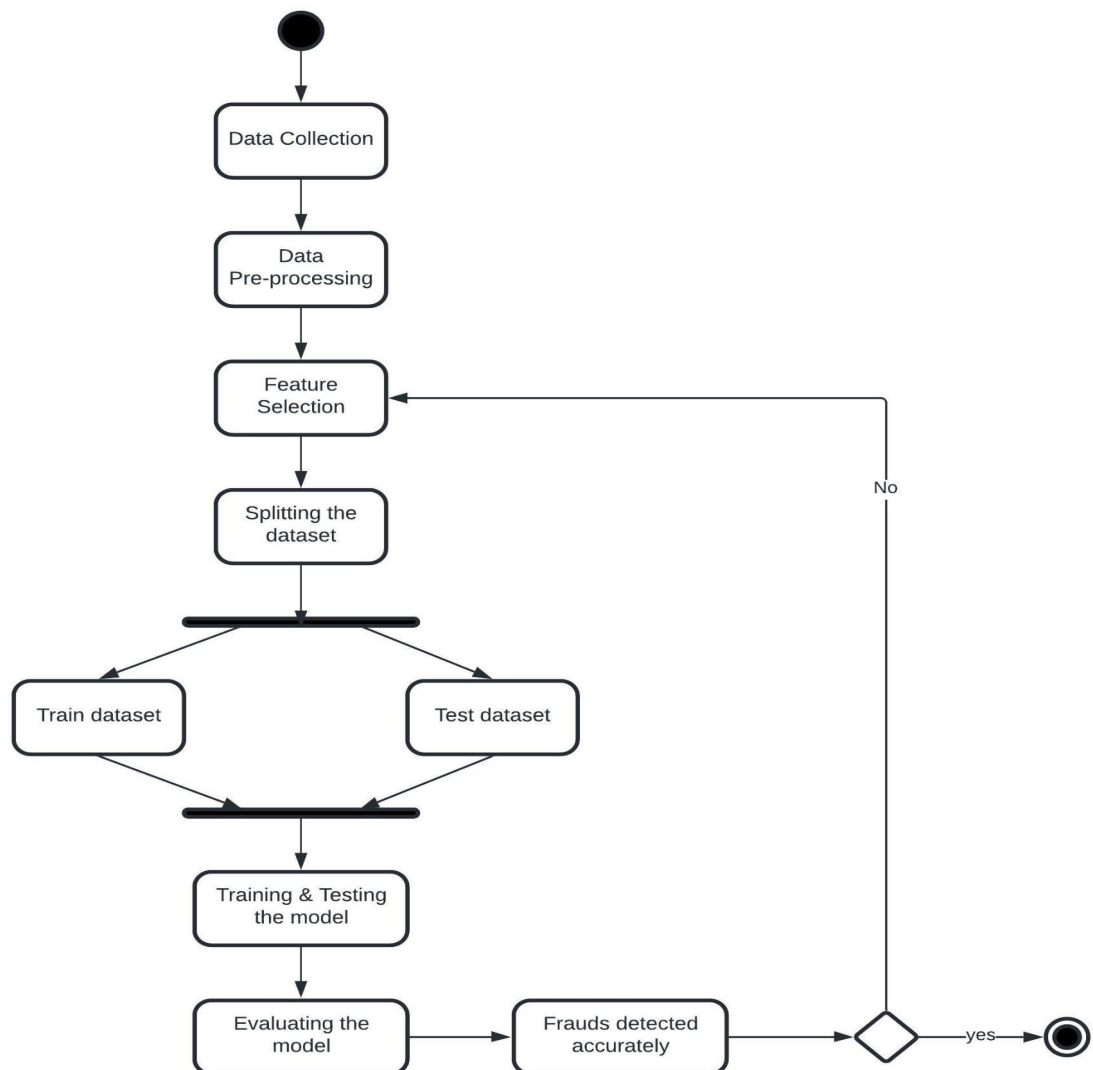 Data Collection
Data
Pre-processing
Feature
Selection
Splitting the
dataset
Train dataset
Test dataset
Training & Testing
the model
Evaluating the
model
Frauds detected
accurately
yes
No